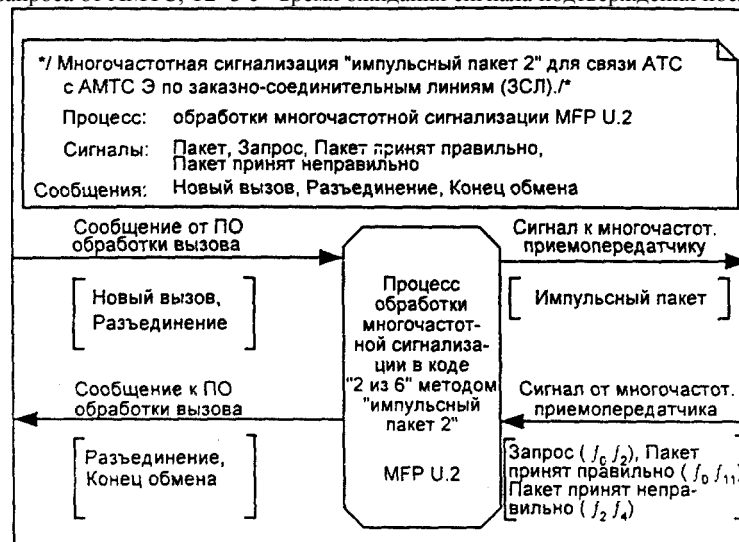 */ Многочастотная сигнализация "импульсный пакет 2" для связи АТС
с АМТС Э по заказно-соединительным линиям (ЗСЛ)./*
Процесс: обработки многочастотной сигнализации MFP U.2
Сигналы: Пакет, Запрос, Пакет принят правильно,
Пакет принят неправильно
Сообщения: Новый вызов, Разъединение, Конец обмена
Сообщение от ПО
обработки вызова
Новый вызов,
Разъединение
Сообщение к ПО
обработки вызова
Разъединение,
Конец обмена
Процесс
обработки
многочастот-
ной сигнализа-
ции в коде
"2 из 6" методом
"импульсный
пакет 2"
MFP U.2
Сигнал к многочастот.
приемопередатчику
Импульсный пакет
Сигнал от многочастот.
приемопередатчика
Запрос ( f0 f2), Пакет
принят правильно ( f0 f11)
Пакет принят непра-
вильно ( f2 f4)